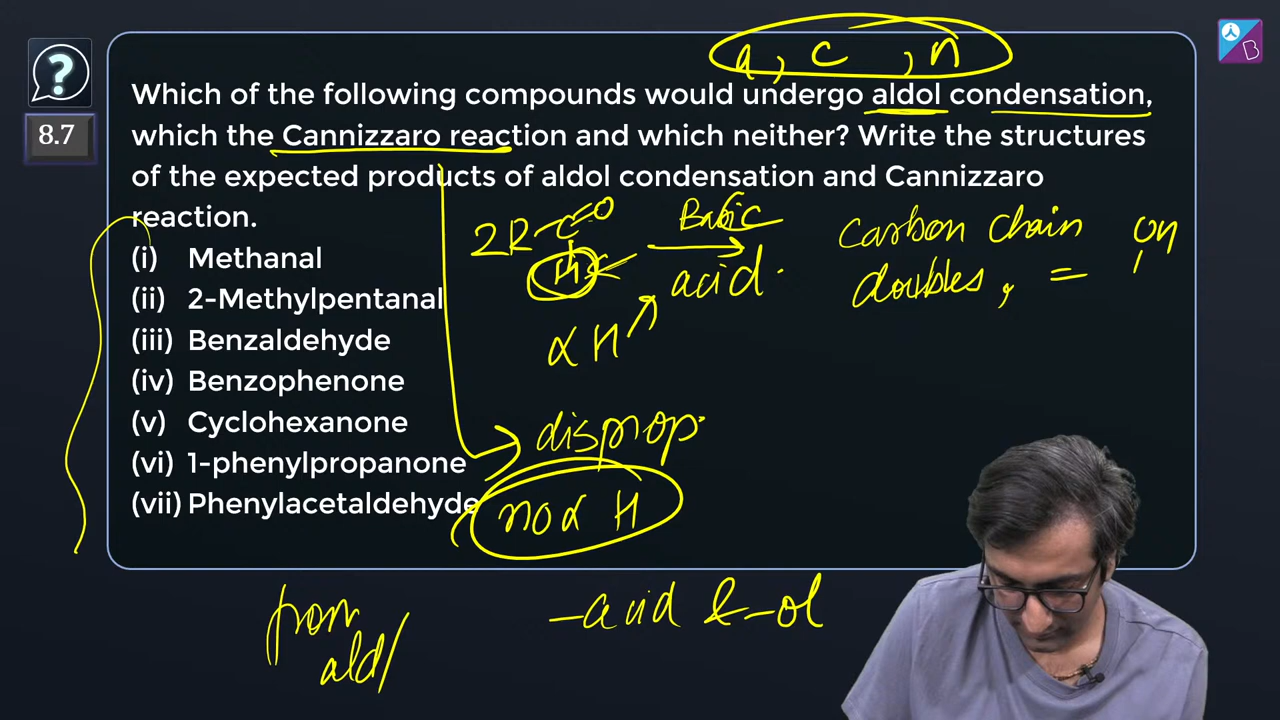 a, c, n
Which of the following compounds would undergo aldol condensation,
8.7
which the Cannizzaro reaction and which neither? Write the structures
of the expected products of aldol condensation and Cannizzaro
reaction.
(i) Methanal
(ii) 2-Methylpentanal
(iii) Benzaldehyde
(iv) Benzophenone
(v) Cyclohexanone
(vi) 1-phenylpropanone
(vii) Phenylacetaldehyde
2R-C=O
H
Basic
acid
α H
Carbon chain
doubles, =
OH
disprop.
no α H
from
ald/
-acid & -ol
B